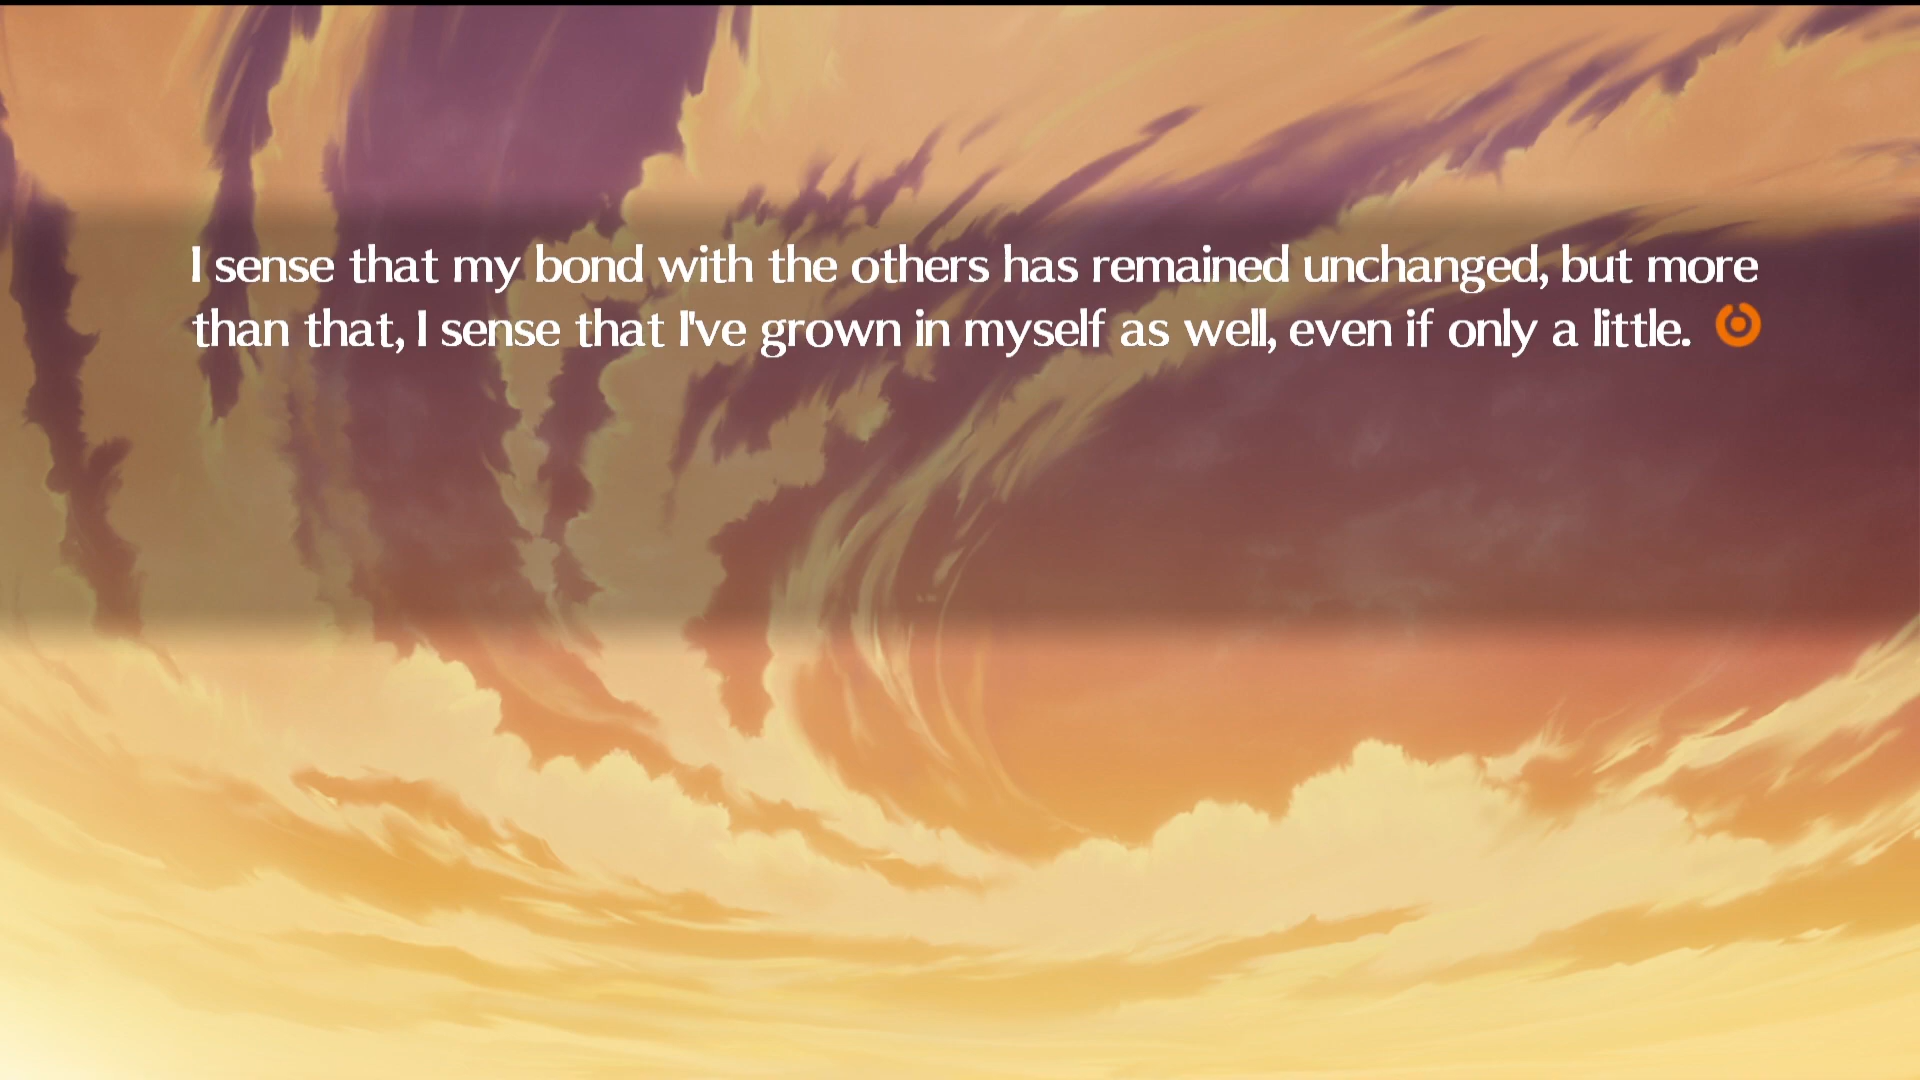 I sense that my bond with the others has remained unchanged, but more
than that, I sense that I've grown in myself as well, even if only a little.